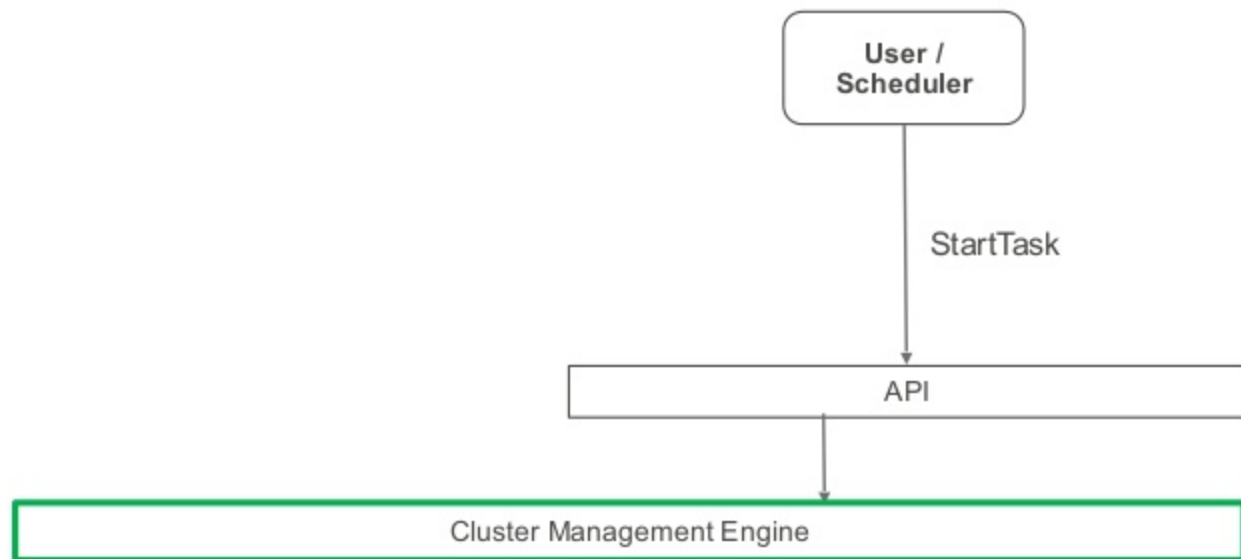 User /
Scheduler
StartTask
API
Cluster Management Engine